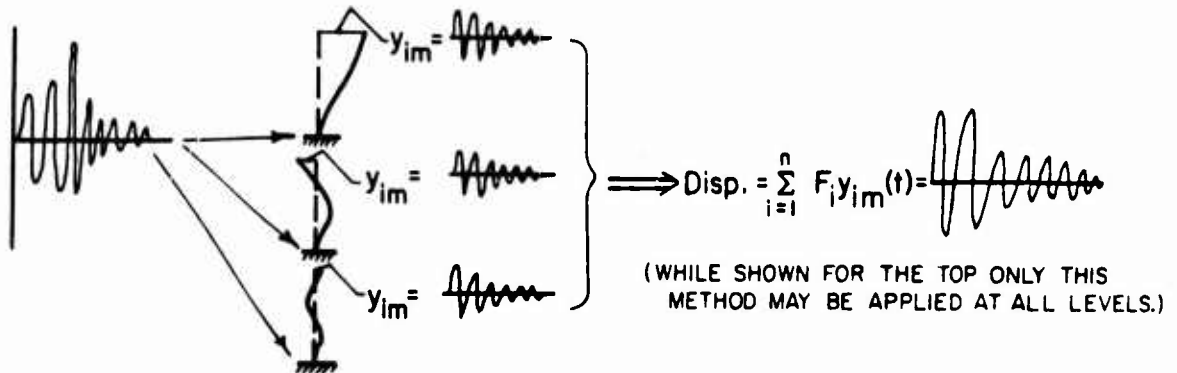 y_im =
y_im =
y_im =
Disp. = n Σ i=1 F_i y_im(t) =
(WHILE SHOWN FOR THE TOP ONLY THIS
METHOD MAY BE APPLIED AT ALL LEVELS.)